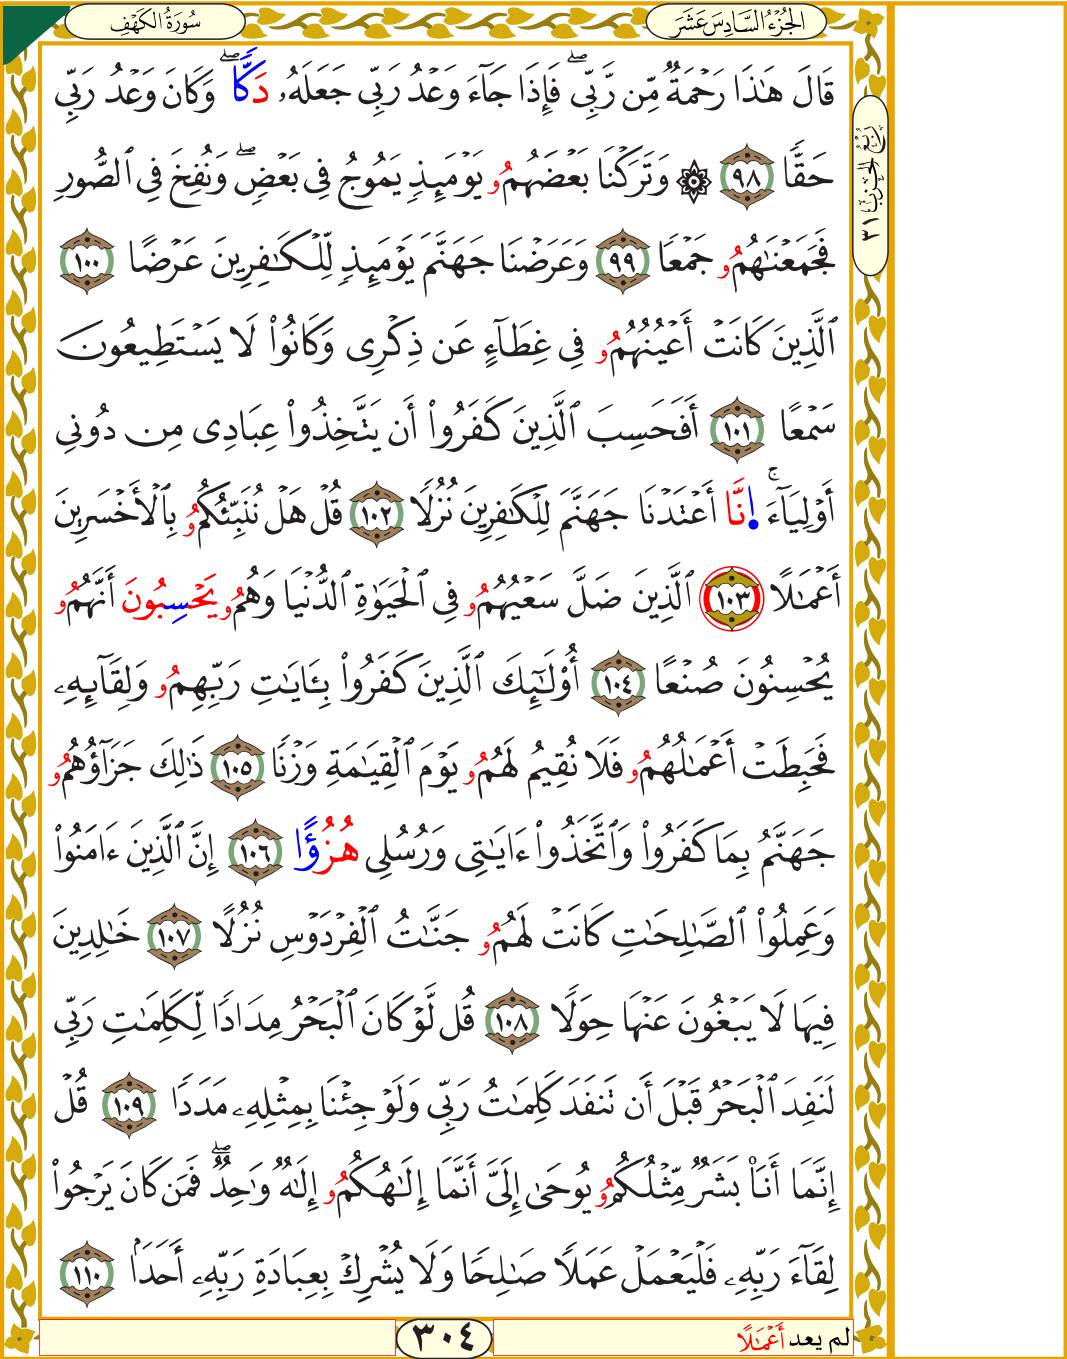 سُورَةُ الكَهْفِ
الجُزْءُ السَّادِسَ عَشَرَ
قَالَ هَٰذَا رَحْمَةٌ مِّن رَّبِّيۖ فَإِذَا جَآءَ وَعْدُ رَبِّي جَعَلَهُۥ دَكًّاۖ وَكَانَ وَعْدُ رَبِّي
حَقًّا ٩٨ ۞ وَتَرَكْنَا بَعْضَهُمُۥ يَوْمَئِذٍ يَمُوجُ فِي بَعْضٍۖ وَنُفِخَ فِي ٱلصُّورِ
فَجَمَعْنَٰهُمُۥ جَمْعًا ٩٩ وَعَرَضْنَا جَهَنَّمَ يَوْمَئِذٍ لِّلْكَٰفِرِينَ عَرْضًا ١٠٠
ٱلَّذِينَ كَانَتْ أَعْيُنُهُمُو فِي غِطَآءٍ عَن ذِكْرِي وَكَانُوا۟ لَا يَسْتَطِيعُونَ
سَمْعًا ١٠١ أَفَحَسِبَ ٱلَّذِينَ كَفَرُوٓا۟ أَن يَتَّخِذُوا۟ عِبَادِي مِن دُونِي
أَوْلِيَآءَۚ اِنَّا أَعْتَدْنَا جَهَنَّمَ لِلْكَٰفِرِينَ نُزُلًا ١٠٢ قُلْ هَلْ نُنَبِّئُكُمُو بِٱلْأَخْسَرِينَ
أَعْمَٰلًا ١٠٣ ٱلَّذِينَ ضَلَّ سَعْيُهُمُو فِي ٱلْحَيَوٰةِ ٱلدُّنْيَا وَهُمُو يَحْسِبُونَ أَنَّهُمُو
يُحْسِنُونَ صُنْعًا ١٠٤ أُو۟لَٰٓئِكَ ٱلَّذِينَ كَفَرُوا۟ بِـَٔايَٰتِ رَبِّهِمُو وَلِقَآئِهِۦ
فَحَبِطَتْ أَعْمَٰلُهُمُو فَلَا نُقِيمُ لَهُمُو يَوْمَ ٱلْقِيَٰمَةِ وَزْنًا ١٠٥ ذَٰلِكَ جَزَآؤُهُمُو
جَهَنَّمُ بِمَا كَفَرُوا۟ وَٱتَّخَذُوٓا۟ ءَايَٰتِي وَرُسُلِي هُزُؤًا ١٠٦ إِنَّ ٱلَّذِينَ ءَامَنُوا۟
وَعَمِلُوا۟ ٱلصَّٰلِحَٰتِ كَانَتْ لَهُمُو جَنَّٰتُ ٱلْفِرْدَوْسِ نُزُلًا ١٠٧ خَٰلِدِينَ
فِيهَا لَا يَبْغُونَ عَنْهَا حِوَلًا ١٠٨ قُل لَّوْ كَانَ ٱلْبَحْرُ مِدَادًا لِّكَلِمَٰتِ رَبِّي
لَنَفِدَ ٱلْبَحْرُ قَبْلَ أَن تَنفَدَ كَلِمَٰتُ رَبِّي وَلَوْ جِئْنَا بِمِثْلِهِۦ مَدَدًا ١٠٩ قُلْ
إِنَّمَا أَنَا۠ بَشَرٌ مِّثْلُكُمُو يُوحَىٰ إِلَيَّ أَنَّمَا إِلَٰهُكُمُو إِلَٰهٌ وَٰحِدٌۖ فَمَن كَانَ يَرْجُوا۟
لِقَآءَ رَبِّهِۦ فَلْيَعْمَلْ عَمَلًا صَٰلِحًا وَلَا يُشْرِكْ بِعِبَادَةِ رَبِّهِۦ أَحَدًا ١١٠
رُبْعُ الحِزْبِ ٣١
لم يعد أَعْمَٰلًا
٣٠٤